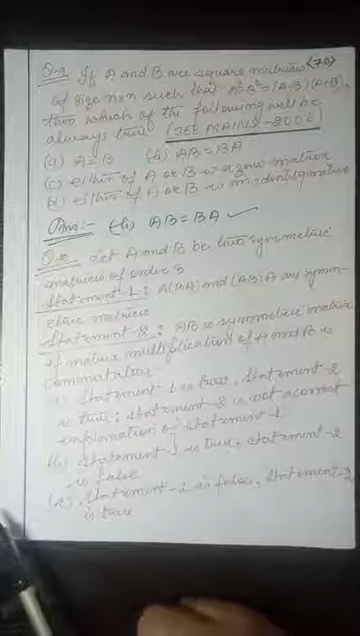 <70>
Q.9 If A and B are square matrices
of size n×n such that A²-B²=(A-B)(A+B),
then which of the following will be
always true (JEE MAINS-2006)
(a) A=B (b) AB=BA
(c) either of A or B is a zero matrix
(d) either of A or B is an identity matrix
Ans:- (b) AB=BA ✓
Let A and B be two symmetric
matrices of order 3
Statement 1: A(BA) and (AB)A are symm-
etric matrices
Statement 2: AB is symmetric matrix
if matrix multiplication of A and B is
commutative
Statement 1 is true, Statement-2
is true; Statement-2 is not a correct
explanation of Statement-1
(b) Statement-1 is true, Statement-2
is false
Statement-1 is false, Statement-2
is true